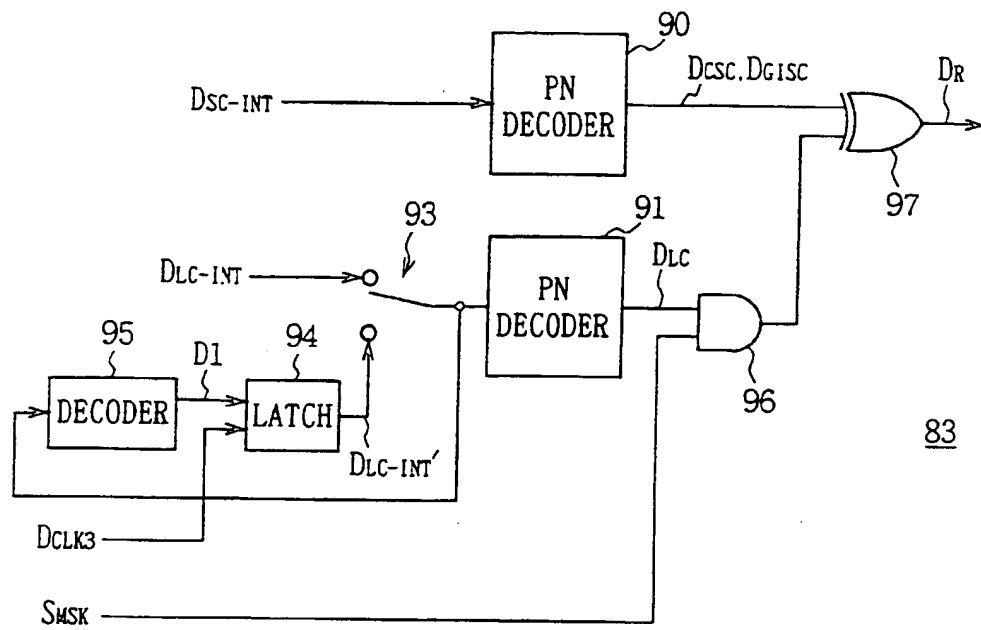 90
DSC-INT
PN
DECODER
DCSC, DGISC
DR
97
93
91
DLC-INT
PN
DECODER
DLC
96
95
D1
94
DECODER
LATCH
DLC-INT'
83
DCLK3
SMSK